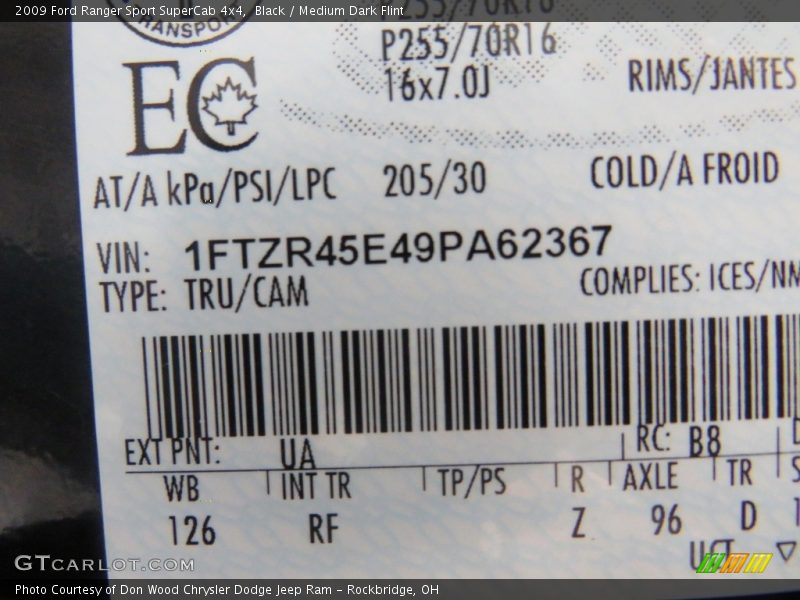 2009 Ford Ranger Sport SuperCab 4x4, Black / Medium Dark Flint
TRANSPORT
P255/70R16
P255/70R16
16x7.0J
RIMS/JANTES
EC
AT/A kPa/PSI/LPC 205/30 COLD/A FROID
VIN: 1FTZR45E49PA62367
TYPE: TRU/CAM COMPLIES: ICES/NM
EXT PNT: UA RC: B8
WB INT TR TP/PS R AXLE TR
126 RF Z 96 D
GTCARLOT.COM
Photo Courtesy of Don Wood Chrysler Dodge Jeep Ram – Rockbridge, OH